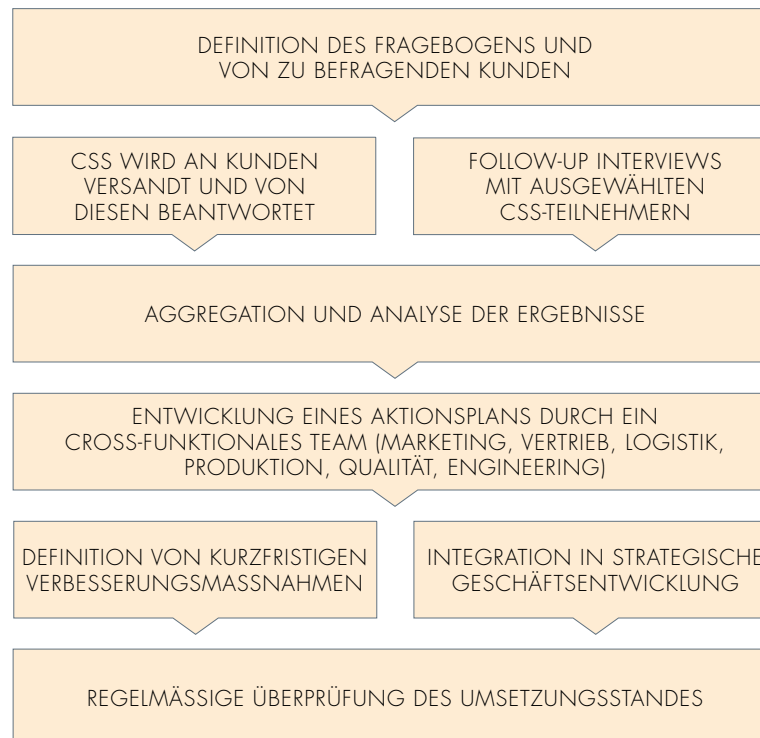 DEFINITION DES FRAGEBOGENS UND
VON ZU BEFRAGENDEN KUNDEN
CSS WIRD AN KUNDEN
VERSANDT UND VON
DIESEN BEANTWORTET
FOLLOW-UP INTERVIEWS
MIT AUSGEWÄHLTEN
CSS-TEILNEHMERN
AGGREGATION UND ANALYSE DER ERGEBNISSE
ENTWICKLUNG EINES AKTIONSPLANS DURCH EIN
CROSS-FUNKTIONALES TEAM (MARKETING, VERTRIEB, LOGISTIK,
PRODUKTION, QUALITÄT, ENGINEERING)
DEFINITION VON KURZFRISTIGEN
VERBESSERUNGSMASSNAHMEN
INTEGRATION IN STRATEGISCHE
GESCHÄFTSENTWICKLUNG
REGELMÄSSIGE ÜBERPRÜFUNG DES UMSETZUNGSSTANDES